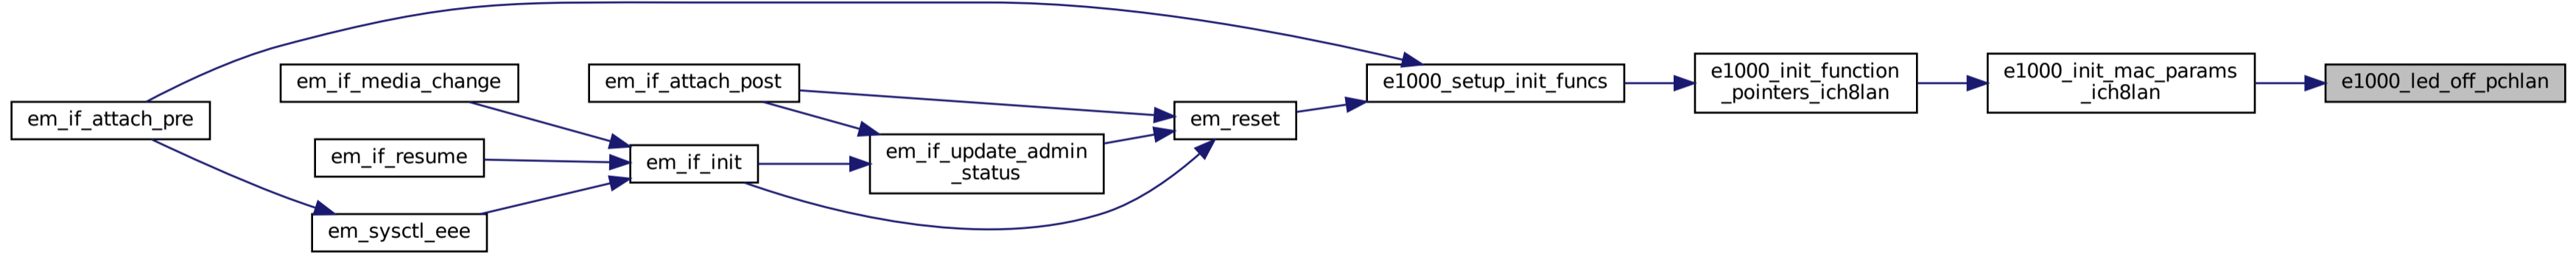 em_if_attach_pre
em_if_media_change
em_if_resume
em_sysctl_eee
em_if_attach_post
em_if_init
em_if_update_admin
_status
em_reset
e1000_setup_init_funcs
e1000_init_function
_pointers_ich8lan
e1000_init_mac_params
_ich8lan
e1000_led_off_pchlan